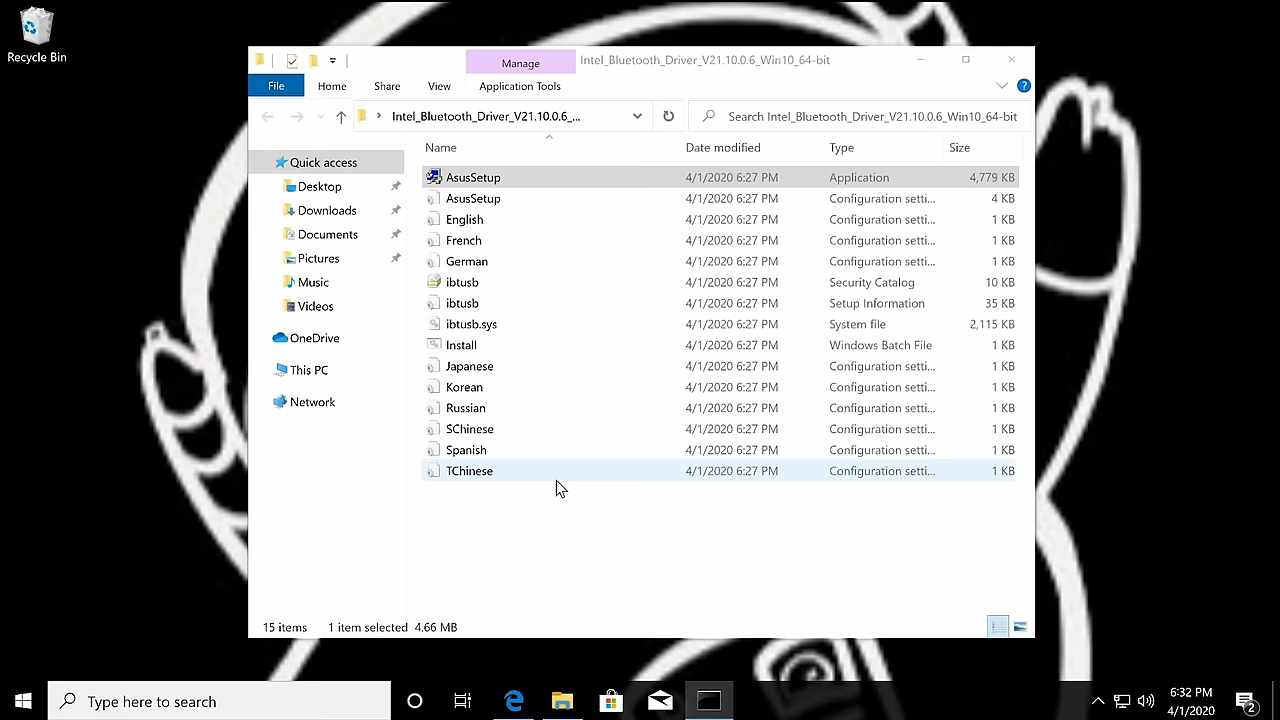 Recycle Bin
Manage
Intel_Bluetooth_Driver_V21.10.0.6_Win10_64-bit
File
Home
Share
View
Application Tools
Intel_Bluetooth_Driver_V21.10.0.6_...
Search Intel_Bluetooth_Driver_V21.10.0.6_Win10_64-bit
Quick access
Desktop
Downloads
Documents
Pictures
Music
Videos
OneDrive
This PC
Network
Name Date modified Type Size
AsusSetup 4/1/2020 6:27 PM Application 4,779 KB
AsusSetup 4/1/2020 6:27 PM Configuration setti... 4 KB
English 4/1/2020 6:27 PM Configuration setti... 1 KB
French 4/1/2020 6:27 PM Configuration setti... 1 KB
German 4/1/2020 6:27 PM Configuration setti... 1 KB
ibtusb 4/1/2020 6:27 PM Security Catalog 10 KB
ibtusb 4/1/2020 6:27 PM Setup Information 35 KB
ibtusb.sys 4/1/2020 6:27 PM System file 2,115 KB
Install 4/1/2020 6:27 PM Windows Batch File 1 KB
Japanese 4/1/2020 6:27 PM Configuration setti... 1 KB
Korean 4/1/2020 6:27 PM Configuration setti... 1 KB
Russian 4/1/2020 6:27 PM Configuration setti... 1 KB
SChinese 4/1/2020 6:27 PM Configuration setti... 1 KB
Spanish 4/1/2020 6:27 PM Configuration setti... 1 KB
TChinese 4/1/2020 6:27 PM Configuration setti... 1 KB
15 items 1 item selected 4.66 MB
Type here to search
6:32 PM
4/1/2020
2